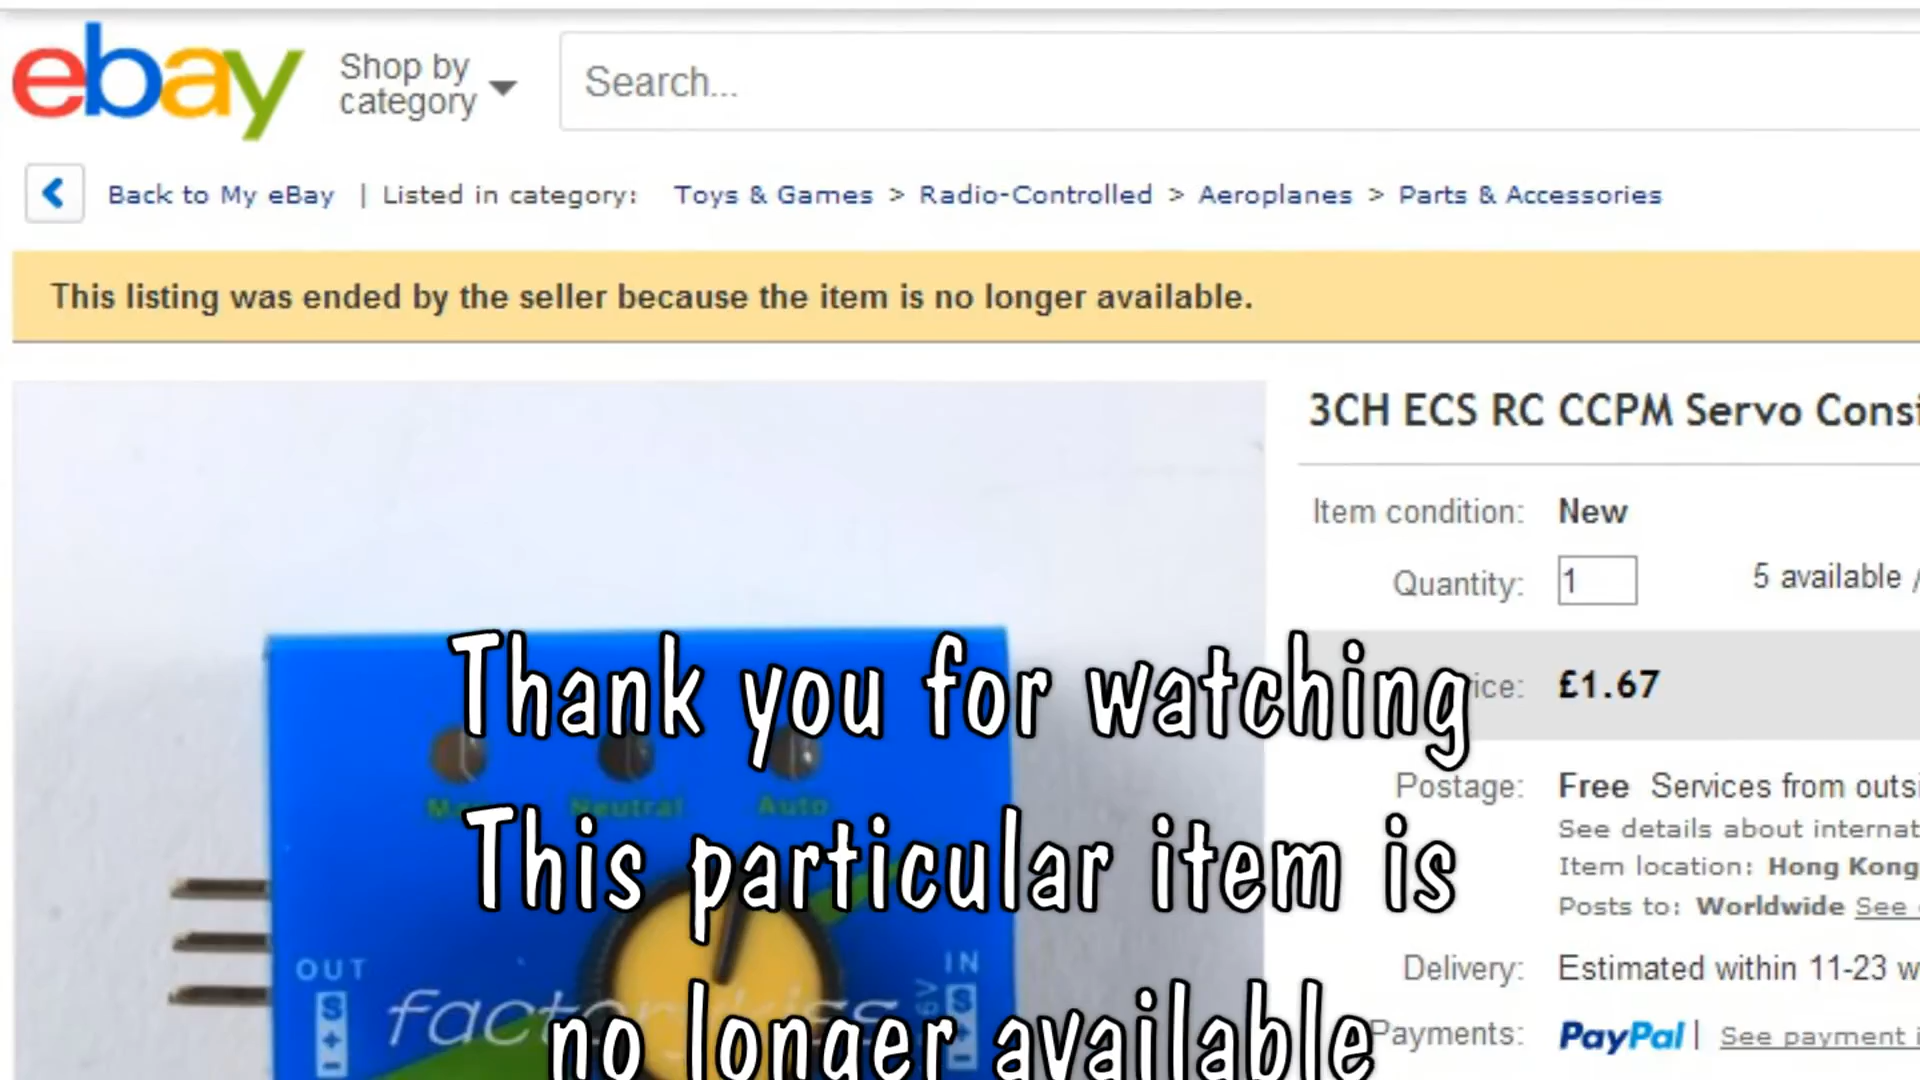 ebay
Shop by
category
Search...
Back to My eBay | Listed in category: Toys & Games > Radio-Controlled > Aeroplanes > Parts & Accessories
This listing was ended by the seller because the item is no longer available.
3CH ECS RC CCPM Servo
Item condition: New
Quantity: 1 5 available /
£1.67
Postage: Free Services from
See details about
Item location: Hong Kong
Posts to: Worldwide See
Delivery: Estimated within 11-23
Payments: PayPal | See payment
Neutral Auto
OUT
S
+
-
IN
S
+
-
Thank you for watching
This particular item is
no longer available